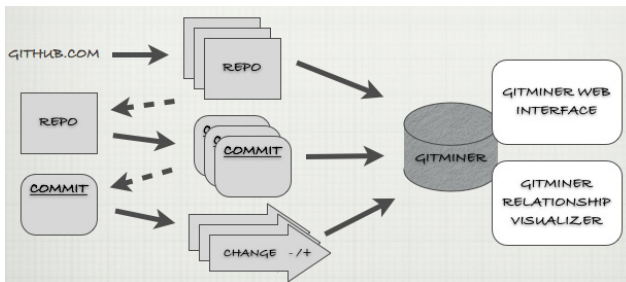 GITHUB.COM
REPO
REPO
COMMIT
COMMIT
CHANGE -/+
GITMINER
GITMINER WEB
INTERFACE
GITMINER
RELATIONSHIP
VISUALIZER